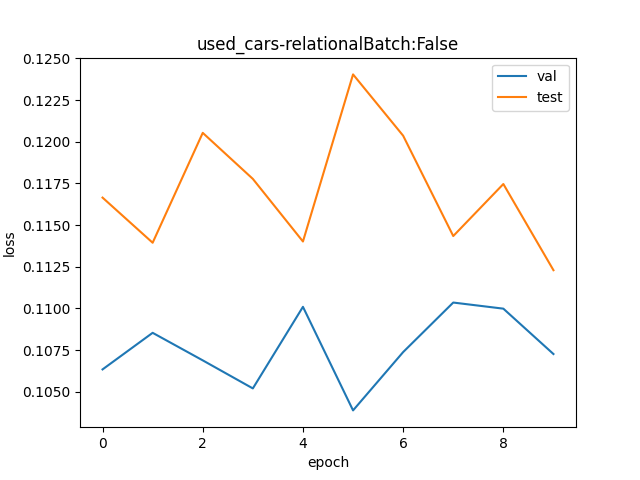 used_cars-relationalBatch:False
0.1250
0.1225
0.1200
0.1175
0.1150
0.1125
0.1100
0.1075
0.1050
loss
val
test
0 2 4 6 8
epoch